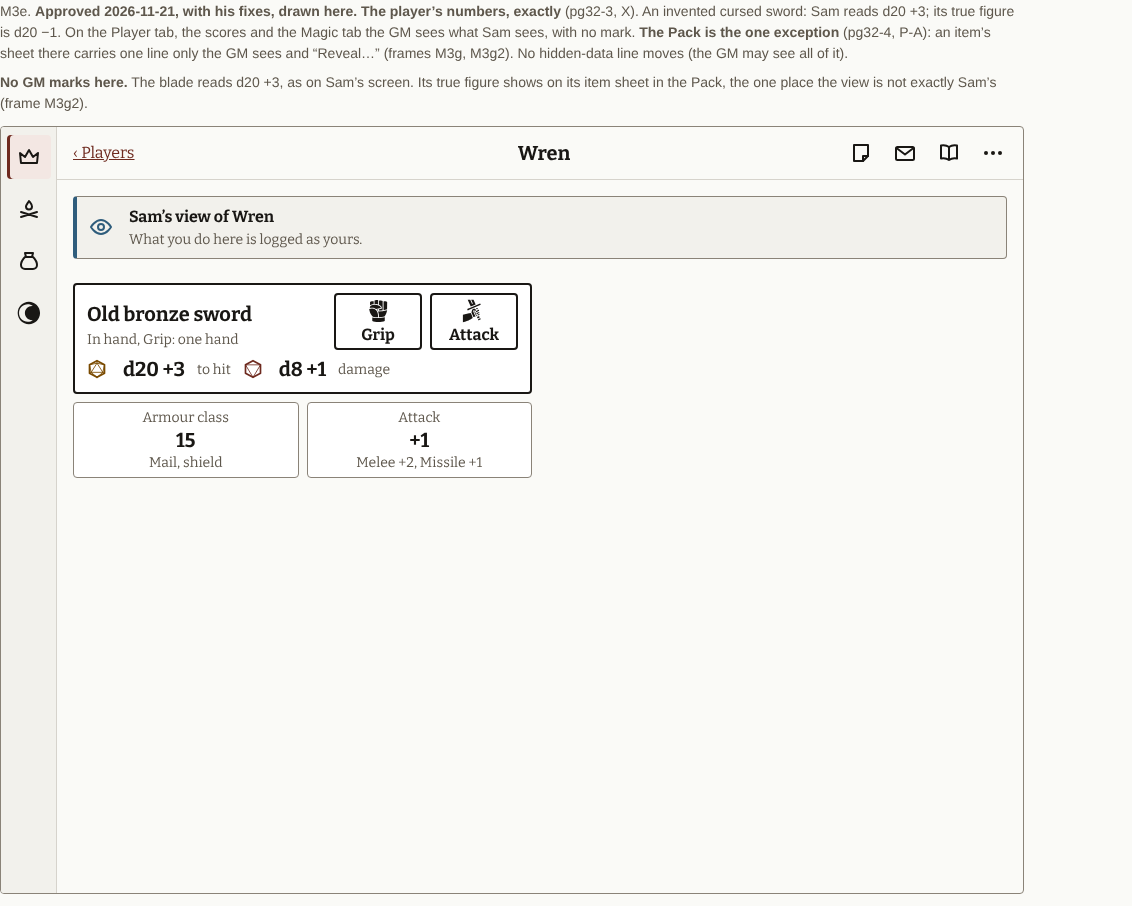 M3e. Approved 2026-11-21, with his fixes, drawn here. The player’s numbers, exactly (pg32-3, X). An invented cursed sword: Sam reads d20 +3; its true figure
is d20 −1. On the Player tab, the scores and the Magic tab the GM sees what Sam sees, with no mark. The Pack is the one exception (pg32-4, P-A): an item’s
sheet there carries one line only the GM sees and “Reveal…” (frames M3g, M3g2). No hidden-data line moves (the GM may see all of it).
No GM marks here. The blade reads d20 +3, as on Sam’s screen. Its true figure shows on its item sheet in the Pack, the one place the view is not exactly Sam’s
(frame M3g2).
‹ Players
Wren
Sam’s view of Wren
What you do here is logged as yours.
Old bronze sword
In hand, Grip: one hand
Grip
Attack
d20 +3 to hit d8 +1 damage
Armour class
15
Mail, shield
Attack
+1
Melee +2, Missile +1